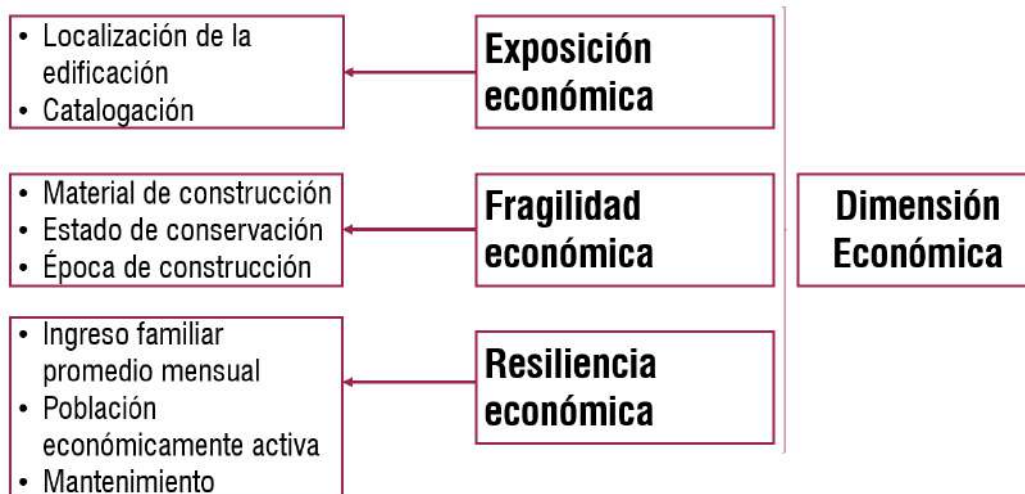 • Localización de la
edificación
• Catalogación
Exposición
económica
• Material de construcción
• Estado de conservación
• Época de construcción
Fragilidad
económica
Dimensión
Económica
• Ingreso familiar
promedio mensual
• Población
económicamente activa
• Mantenimiento
Resiliencia
económica